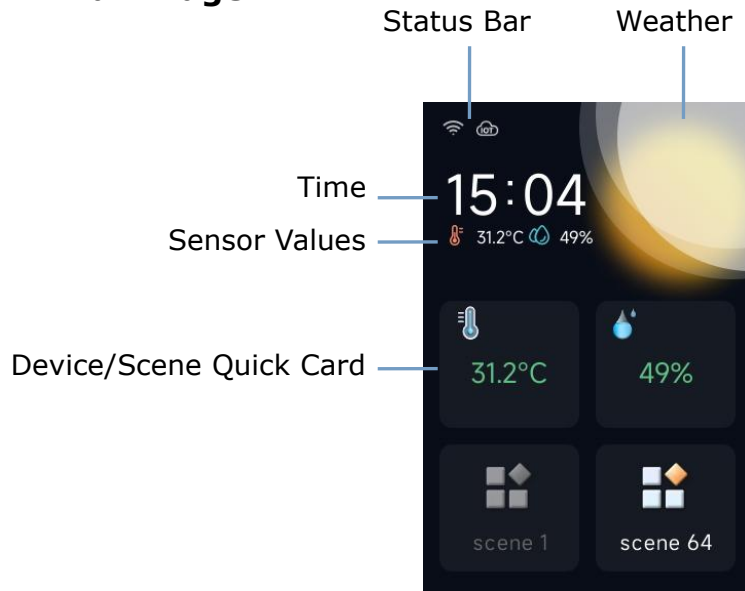 Status Bar
Weather
IOT
Time
15:04
Sensor Values
31.2°C 49%
Device/Scene Quick Card
31.2°C
49%
scene 1
scene 64